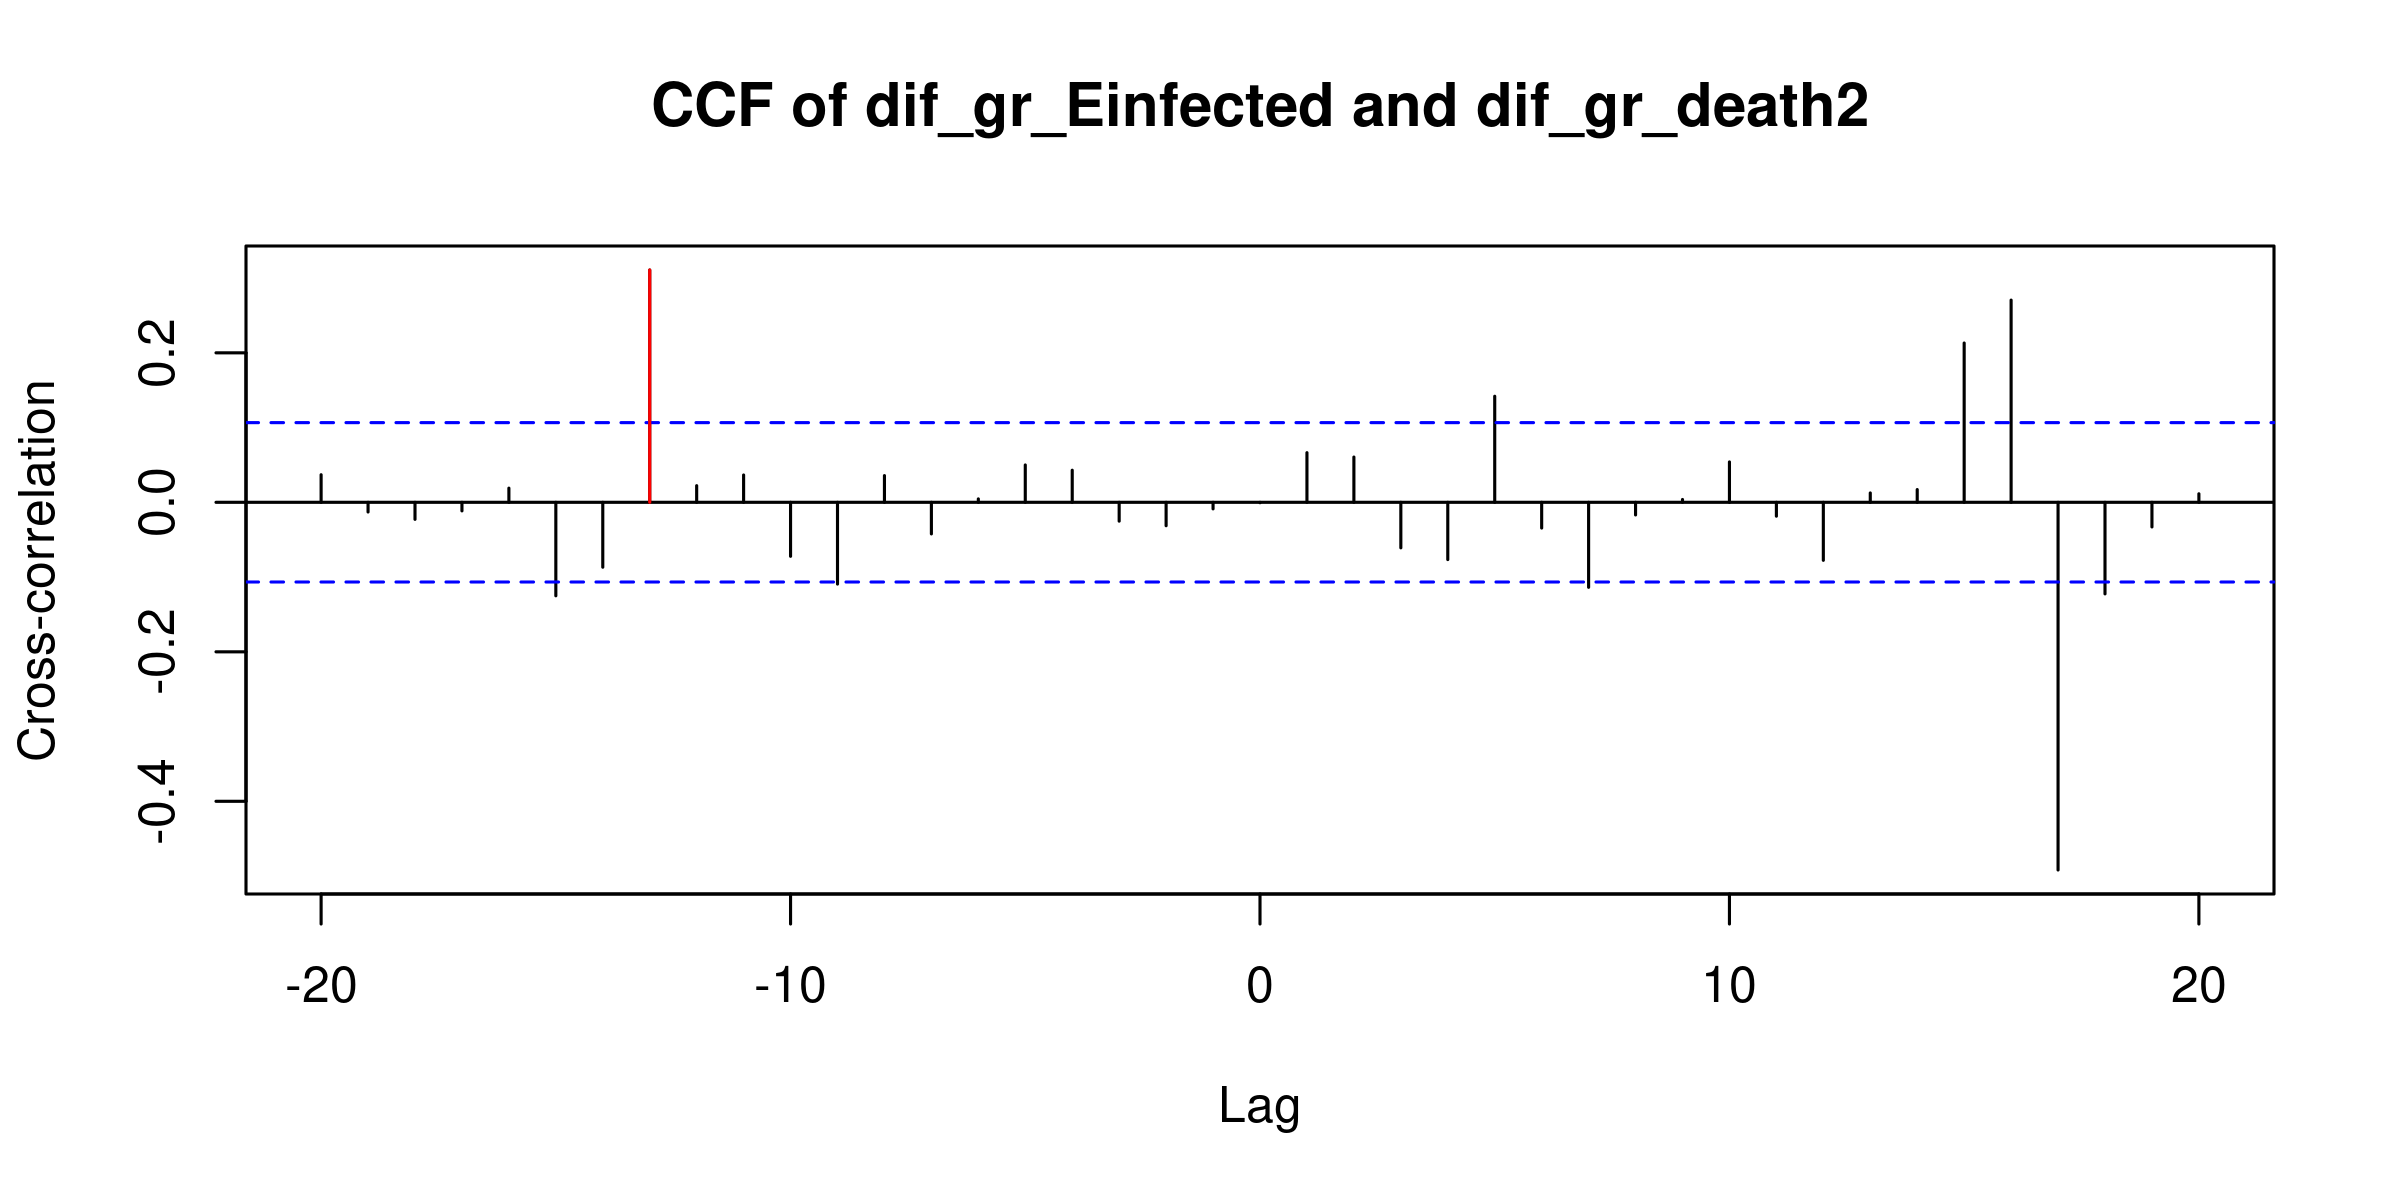 CCF of dif_gr_Einfected and dif_gr_death2
Cross-correlation
0.2
0.0
-0.2
-0.4
-20 -10 0 10 20
Lag